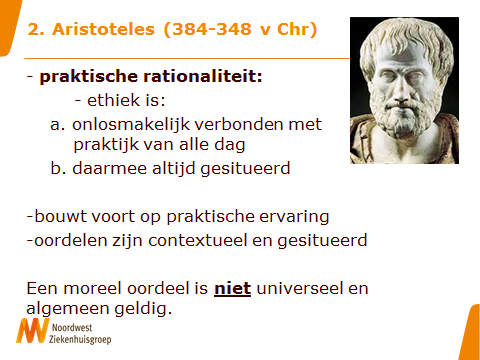 2. Aristoteles (384-348 v Chr)
- praktische rationaliteit:
- ethiek is:
a. onlosmakelijk verbonden met
praktijk van alle dag
b. daarmee altijd gesitueerd
-bouwt voort op praktische ervaring
-oordelen zijn contextueel en gesitueerd
Een moreel oordeel is niet universeel en
algemeen geldig.
Noordwest
Ziekenhuisgroep